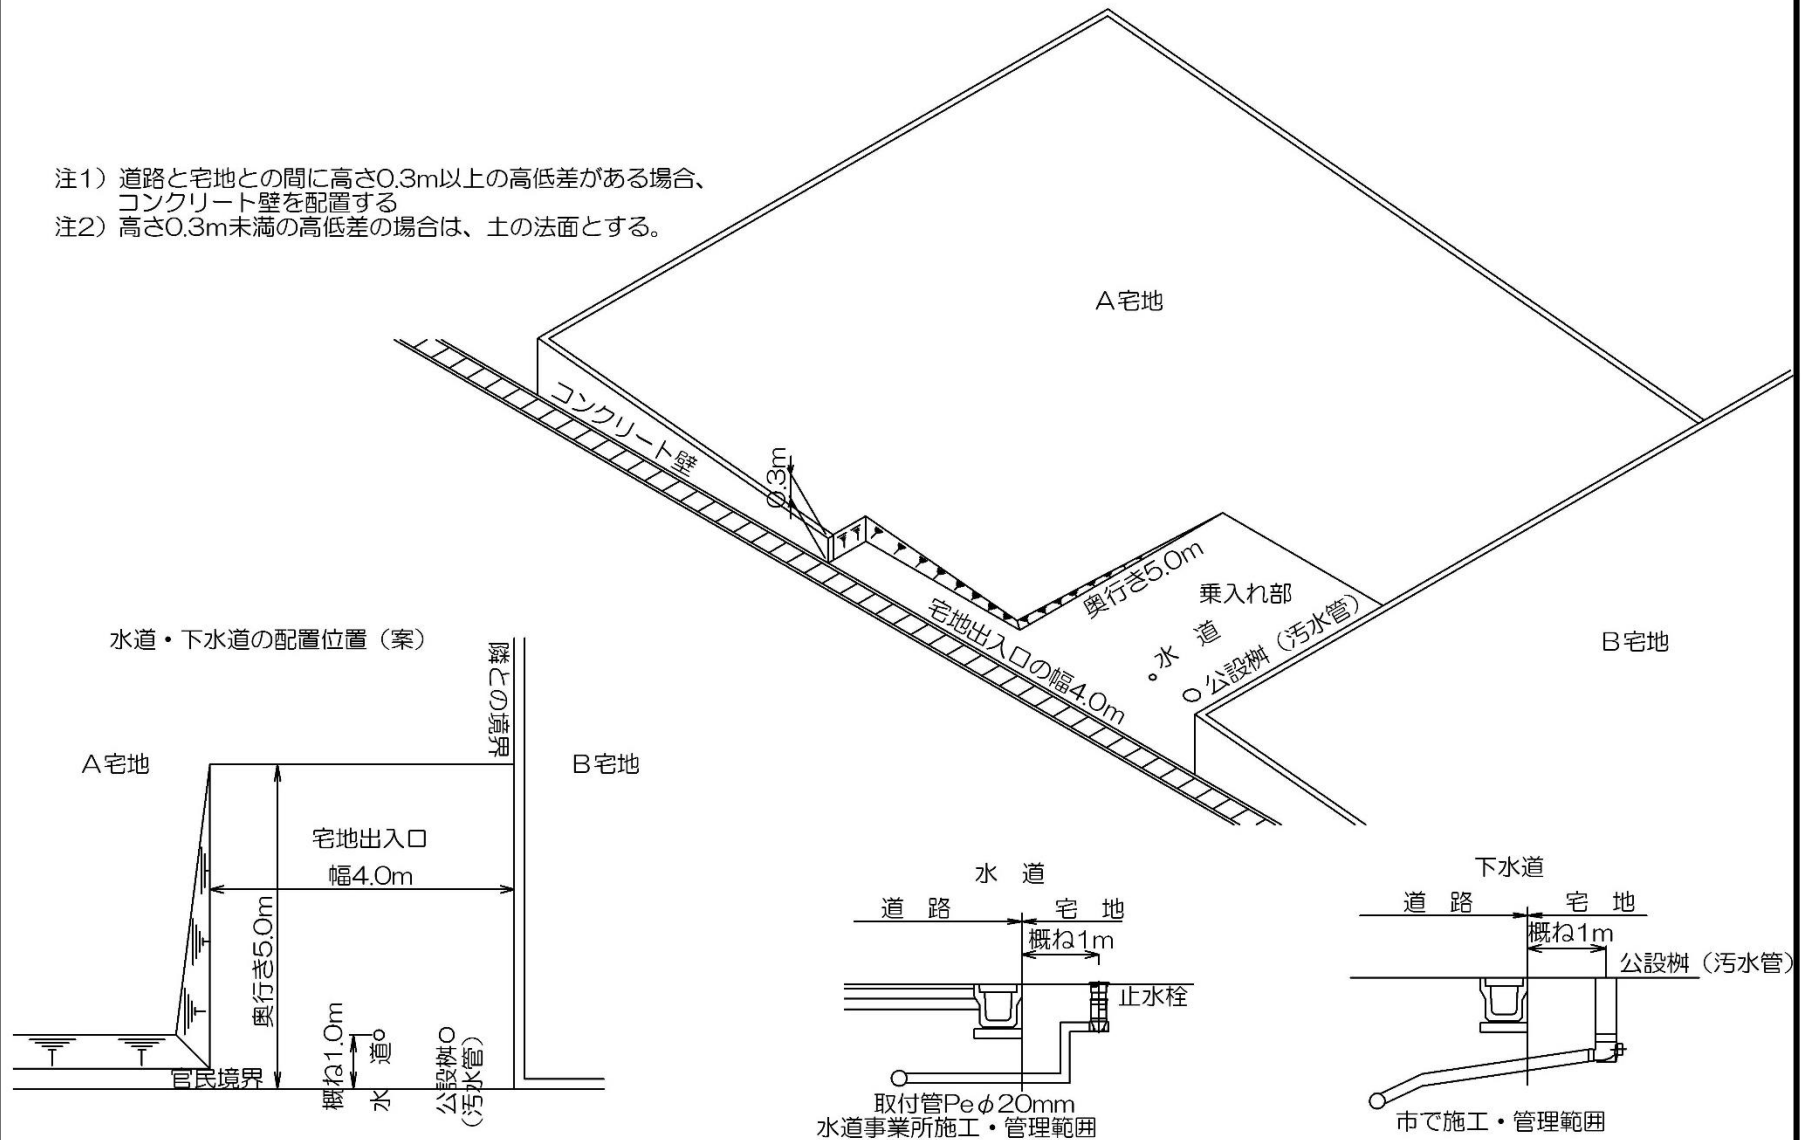 注1）道路と宅地との間に高さ0.3m以上の高低差がある場合、
コンクリート壁を配置する
注2）高さ0.3m未満の高低差の場合は、土の法面とする。
A宅地
コンクリート壁
0.3m
奥行き5.0m
乗入れ部
宅地出入口の幅4.0m
水 道
公設桝（汚水管）
B宅地
水道・下水道の配置位置（案）
隣との境界
A宅地
B宅地
宅地出入口
幅4.0m
奥行き5.0m
概ね1.0m
水 道
公設桝
（汚水管）
官民境界
水 道
道 路
宅 地
概ね1m
止水栓
取付管Peφ20mm
水道事業所施工・管理範囲
下水道
道 路
宅 地
概ね1m
公設桝（汚水管）
市で施工・管理範囲